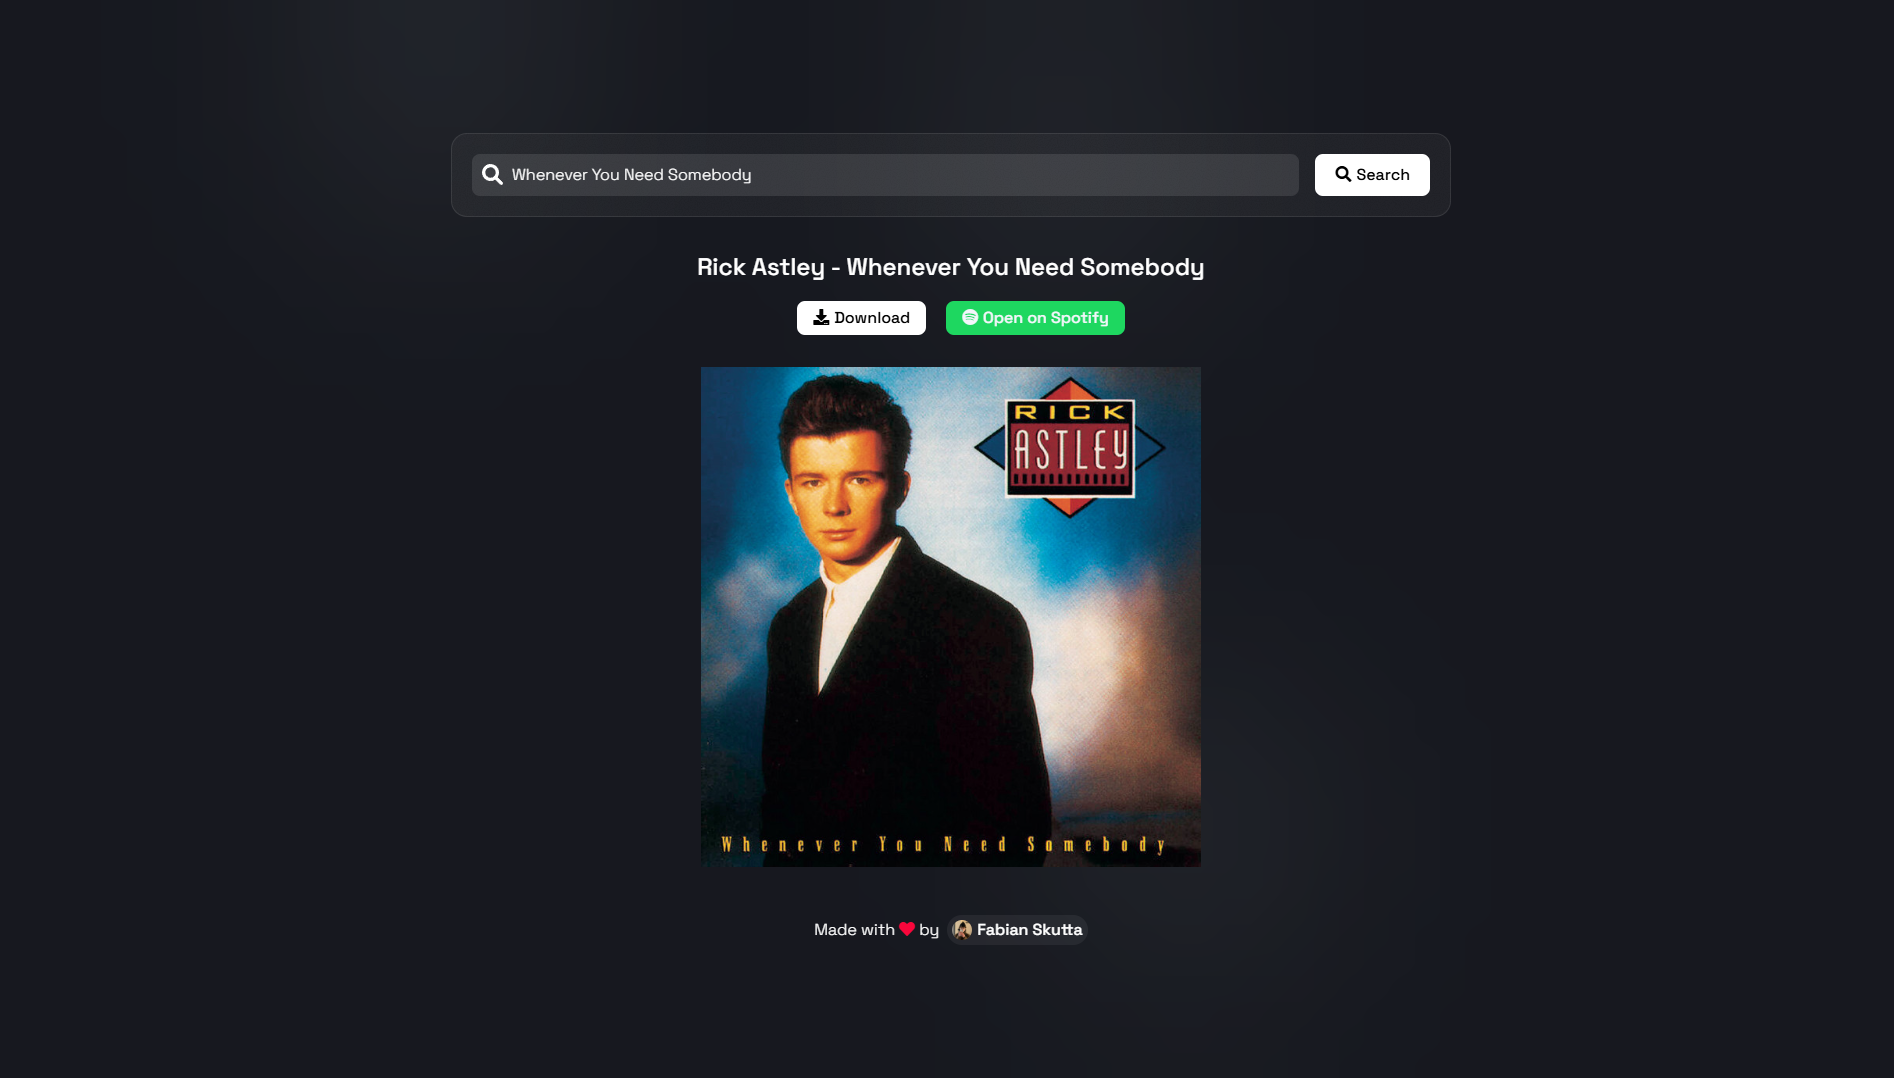 Whenever You Need Somebody
Search
Rick Astley - Whenever You Need Somebody
Download
Open on Spotify
RICK
ASTLEY
Whenever You Need Somebody
Made with by Fabian Skutta